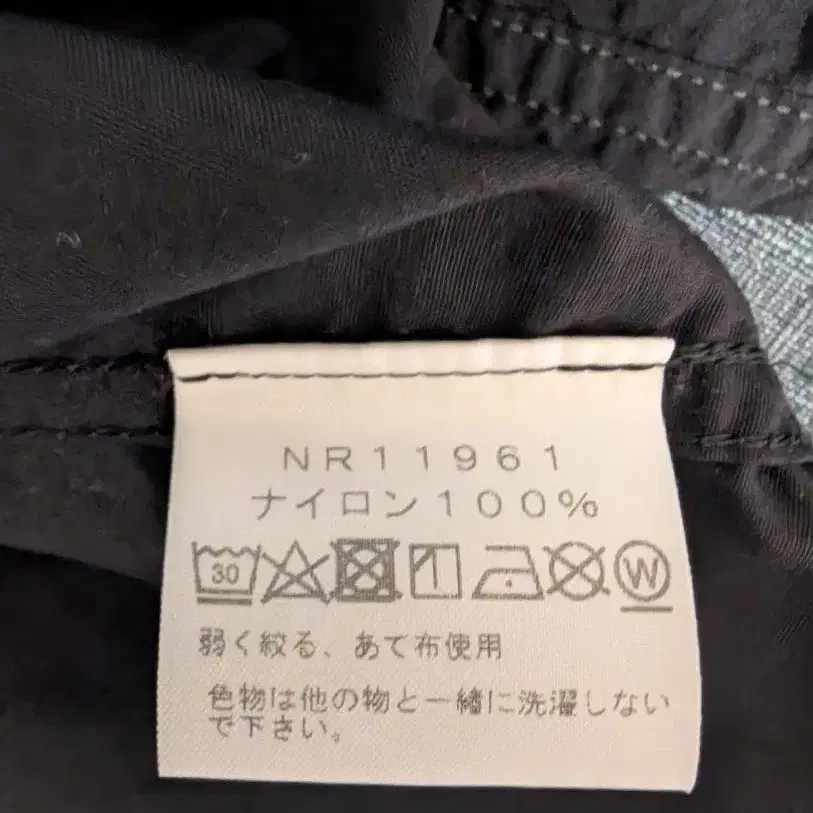 NR11961
ナイロン100%
30 W
弱く絞る、あて布使用
色物は他の物と一緒に洗濯しない
で下さい。